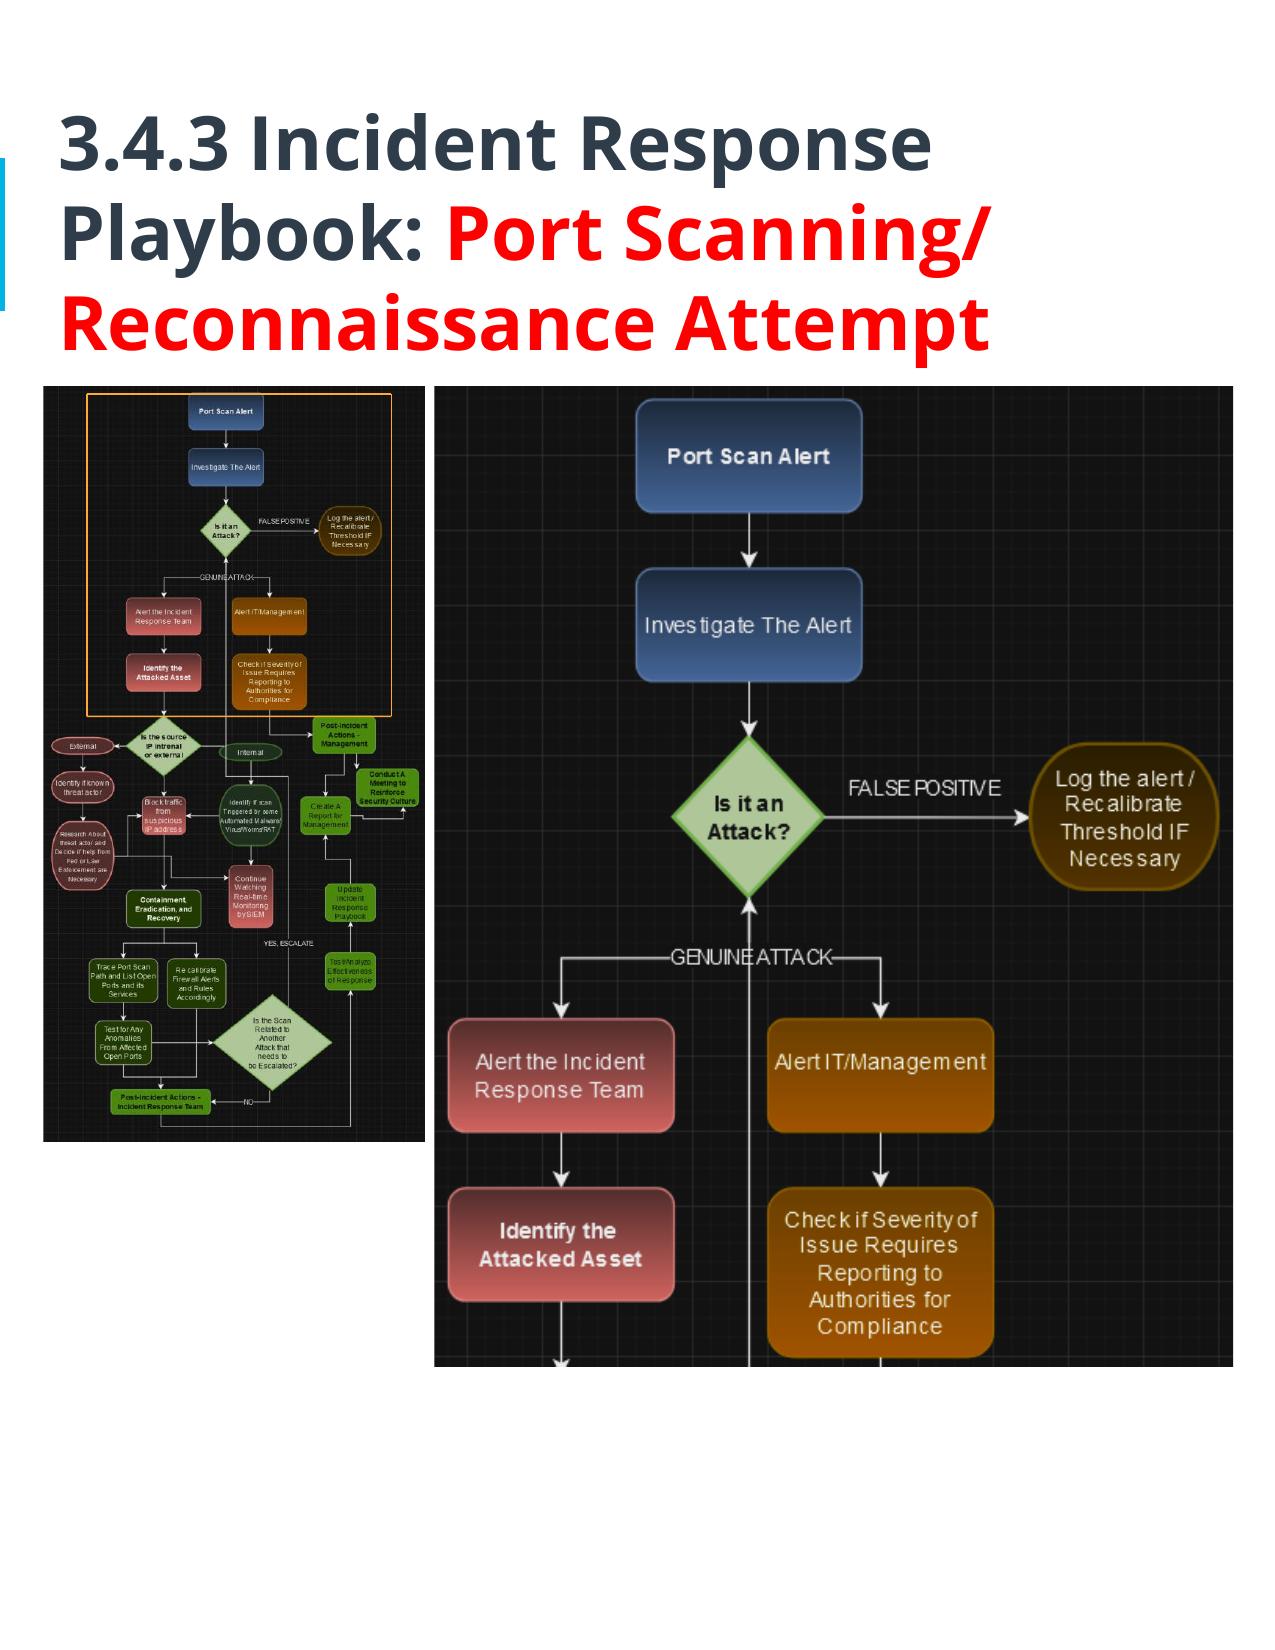 3.4.3 Incident Response
Playbook: Port Scanning/
Reconnaissance Attempt
Port Scan Alert
Investigate The Alert
Is it an
Attack?
FALSE POSITIVE
Log the alert /
Recalibrate
Threshold IF
Necessary
GENUINE ATTACK
Alert the Incident
Response Team
Alert IT/Management
Identify the
Attacked Asset
Check if Severity of
Issue Requires
Reporting to
Authorities for
Compliance
Is the source
IP intrenal
or external
External
Internal
Post-Incident
Actions -
Management
Identify if known
threat actor
Block traffic
from
suspicious
IP address
Identify If scan
Triggered by some
Automated Malware/
Virus/Worms/RAT
Create A
Report for
Management
Conduct A
Meeting to
Reinforce
Security Culture
Research About
threat actor and
Decide if help from
Fed or Law
Enforcement are
Necessary
Continue
Watching
Real-time
Monitoring
by SIEM
Update
Incident
Response
Playbook
Containment,
Eradication, and
Recovery
YES, ESCALATE
Trace Port Scan
Path and List Open
Ports and its
Services
Re calibrate
Firewall Alerts
and Rules
Accordingly
Test/Analyze
Effectiveness
of Response
Test for Any
Anomalies
From Affected
Open Ports
Is the Scan
Related to
Another
Attack that
needs to
be Escalated?
Post-Incident Actions -
Incident Response Team
NO
Port Scan Alert
Investigate The Alert
Is it an
Attack?
FALSE POSITIVE
Log the alert /
Recalibrate
Threshold IF
Necessary
GENUINE ATTACK
Alert the Incident
Response Team
Alert IT/Management
Identify the
Attacked Asset
Check if Severity of
Issue Requires
Reporting to
Authorities for
Compliance